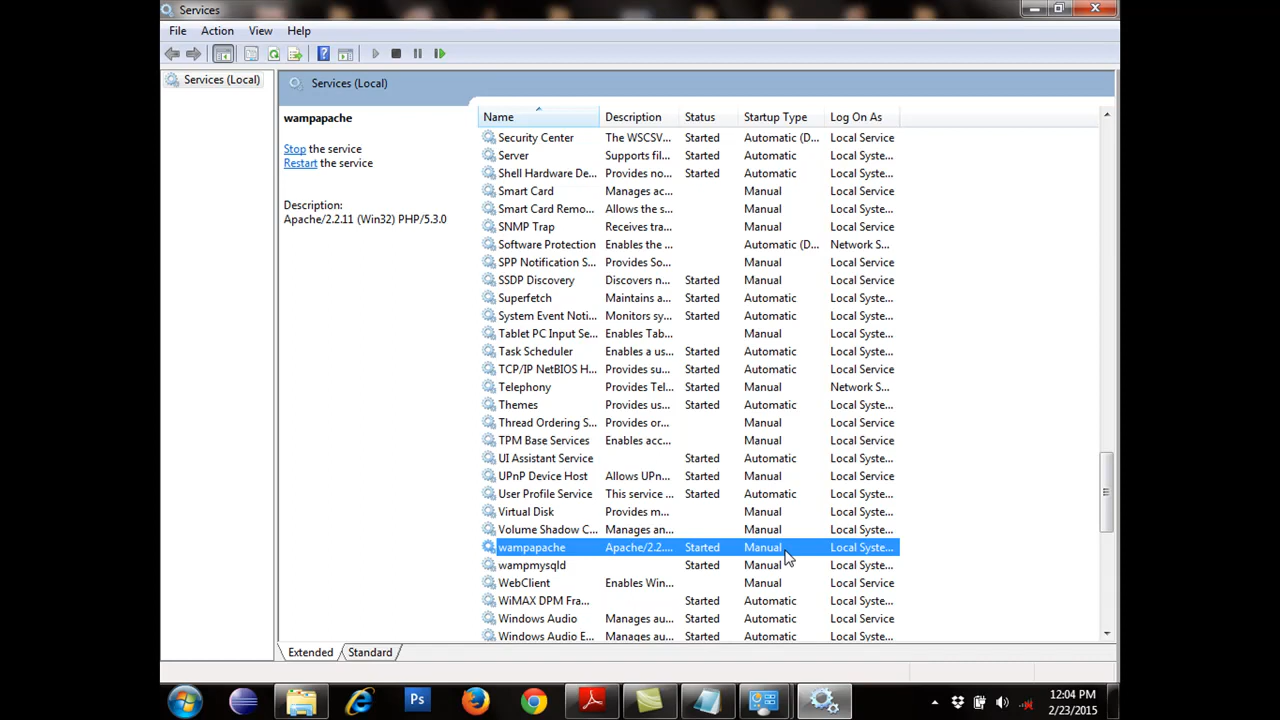 Services
File Action View Help
Services (Local)
Services (Local)
wampapache
Stop the service
Restart the service
Description:
Apache/2.2.11 (Win32) PHP/5.3.0
Name Description Status Startup Type Log On As
Security Center The WSCSV... Started Automatic (D... Local Service
Server Supports fil... Started Automatic Local Syste...
Shell Hardware De... Provides no... Started Automatic Local Syste...
Smart Card Manages ac... Manual Local Service
Smart Card Remo... Allows the s... Manual Local Syste...
SNMP Trap Receives tra... Manual Local Service
Software Protection Enables the ... Automatic (D... Network S...
SPP Notification S... Provides So... Manual Local Service
SSDP Discovery Discovers n... Started Manual Local Service
Superfetch Maintains a... Started Automatic Local Syste...
System Event Noti... Monitors sy... Started Automatic Local Syste...
Tablet PC Input Se... Enables Tab... Manual Local Syste...
Task Scheduler Enables a us... Started Automatic Local Syste...
TCP/IP NetBIOS H... Provides su... Started Automatic Local Service
Telephony Provides Tel... Started Manual Network S...
Themes Provides us... Started Automatic Local Syste...
Thread Ordering S... Provides or... Manual Local Service
TPM Base Services Enables acc... Manual Local Service
UI Assistant Service Started Automatic Local Syste...
UPnP Device Host Allows UPn... Started Manual Local Service
User Profile Service This service ... Started Automatic Local Syste...
Virtual Disk Provides m... Manual Local Syste...
Volume Shadow C... Manages an... Manual Local Syste...
wampapache Apache/2.2.... Started Manual Local Syste...
wampmysqld Started Manual Local Syste...
WebClient Enables Win... Manual Local Service
WiMAX DPM Fra... Started Automatic Local Syste...
Windows Audio Manages au... Started Automatic Local Service
Windows Audio E... Manages au... Started Automatic Local Syste...
Extended Standard
Ps
12:04 PM
2/23/2015